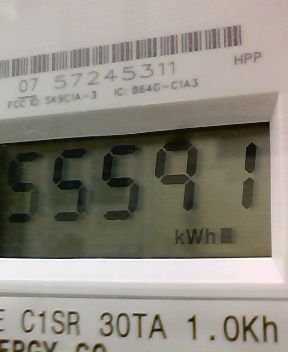 07 57245311
HPP
FCC ID: SK9C1A-3 IC: 864G-C1A3
55591
kWh
E C1SR 30TA 1.0Kh
ERGY CO